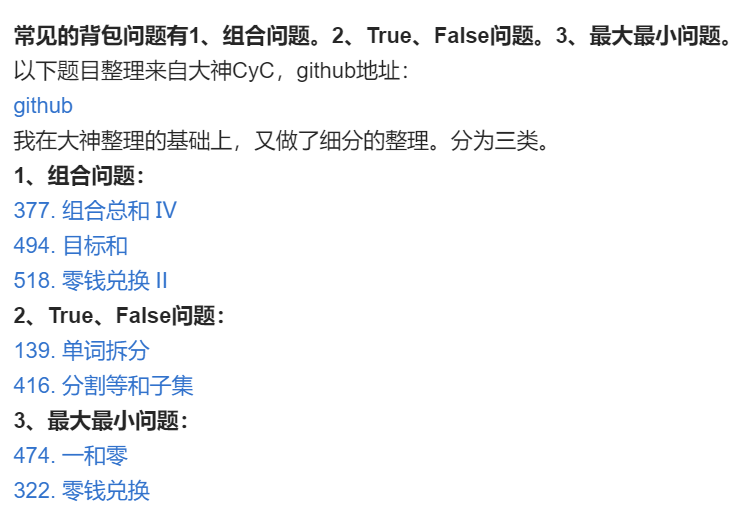 常见的背包问题有1、组合问题。2、True、False问题。3、最大最小问题。
以下题目整理来自大神CyC，github地址：
github
我在大神整理的基础上，又做了细分的整理。分为三类。
1、组合问题：
377. 组合总和 Ⅳ
494. 目标和
518. 零钱兑换 II
2、True、False问题：
139. 单词拆分
416. 分割等和子集
3、最大最小问题：
474. 一和零
322. 零钱兑换